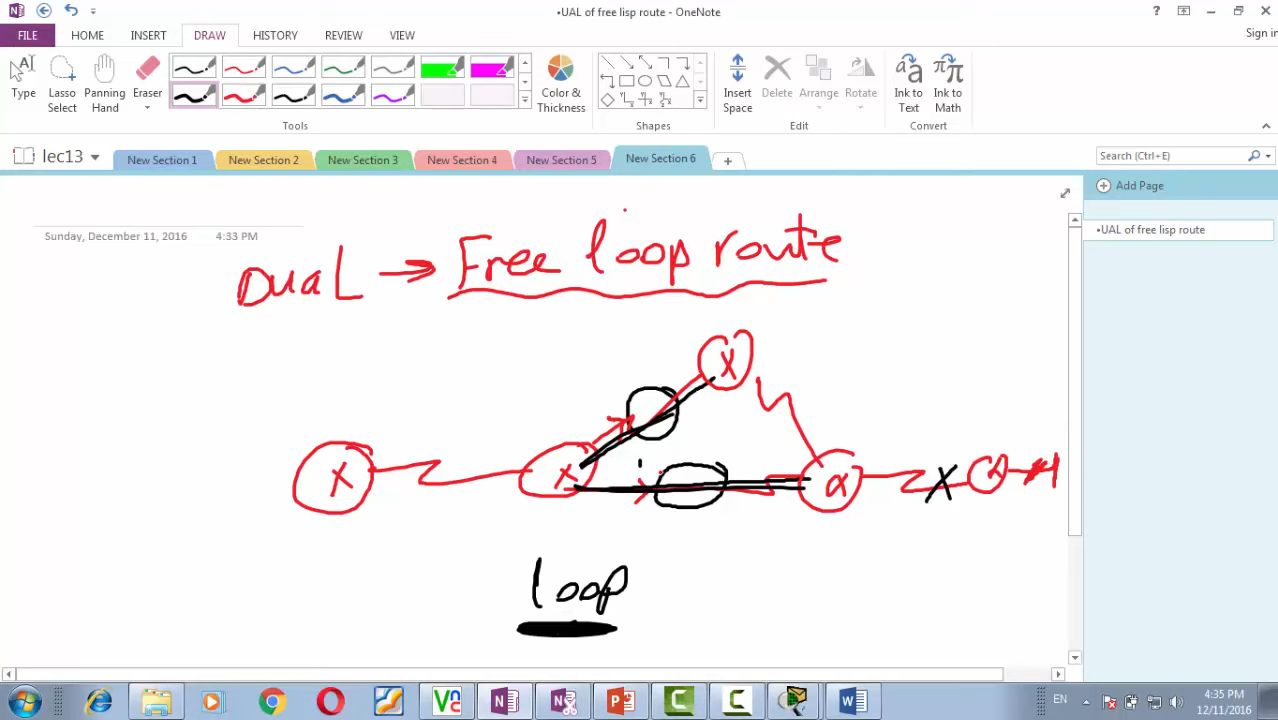 •UAL of free lisp route - OneNote
? 
Sign in
FILE HOME INSERT DRAW HISTORY REVIEW VIEW
Type
Lasso Select
Panning Hand
Eraser
Color & Thickness
Insert Space
Delete
Arrange
Rotate
Ink to Text
Ink to Math
Tools Shapes Edit Convert
lec13 New Section 1 New Section 2 New Section 3 New Section 4 New Section 5 New Section 6
Search (Ctrl+E)
Add Page
•UAL of free lisp route
Sunday, December 11, 2016 4:33 PM
DUAL → Free loop route
X
X X
loop
EN
4:35 PM
12/11/2016